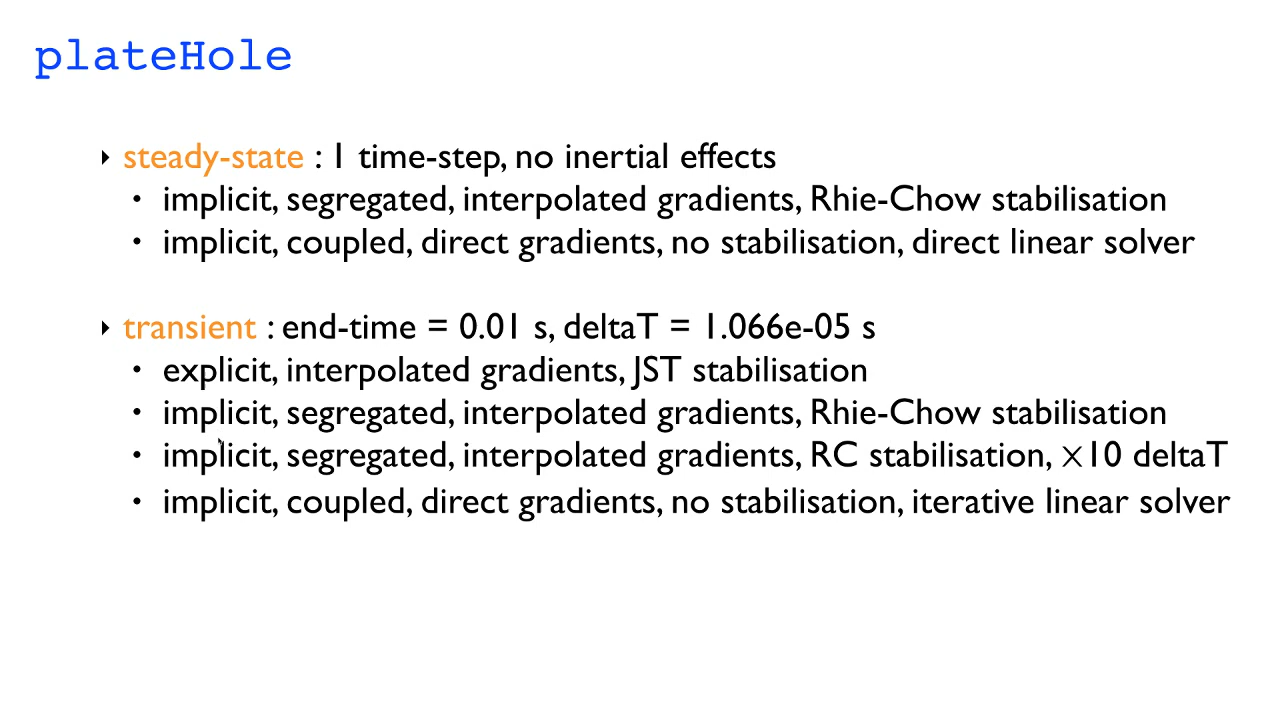 plateHole
‣ steady-state : 1 time-step, no inertial effects
• implicit, segregated, interpolated gradients, Rhie-Chow stabilisation
• implicit, coupled, direct gradients, no stabilisation, direct linear solver
‣ transient : end-time = 0.01 s, deltaT = 1.066e-05 s
• explicit, interpolated gradients, JST stabilisation
• implicit, segregated, interpolated gradients, Rhie-Chow stabilisation
• implicit, segregated, interpolated gradients, RC stabilisation, ×10 deltaT
• implicit, coupled, direct gradients, no stabilisation, iterative linear solver